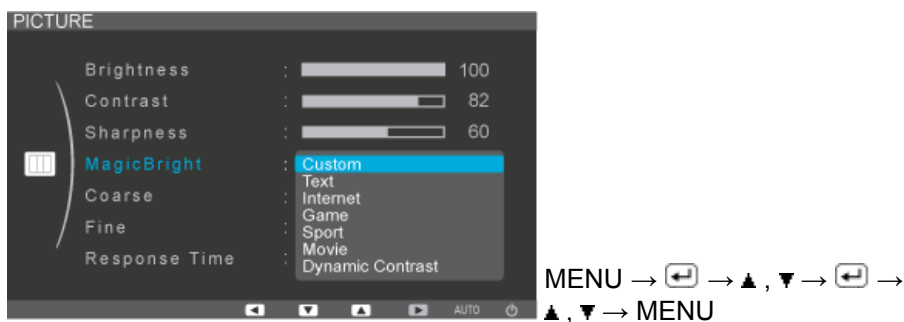 PICTURE
Brightness : 100
Contrast : 82
Sharpness : 60
MagicBright : Custom
Text
Coarse : Internet
Game
Fine : Sport
Movie
Response Time : Dynamic Contrast
AUTO
MENU → → ▲ , ▼ → →
▲ , ▼ → MENU